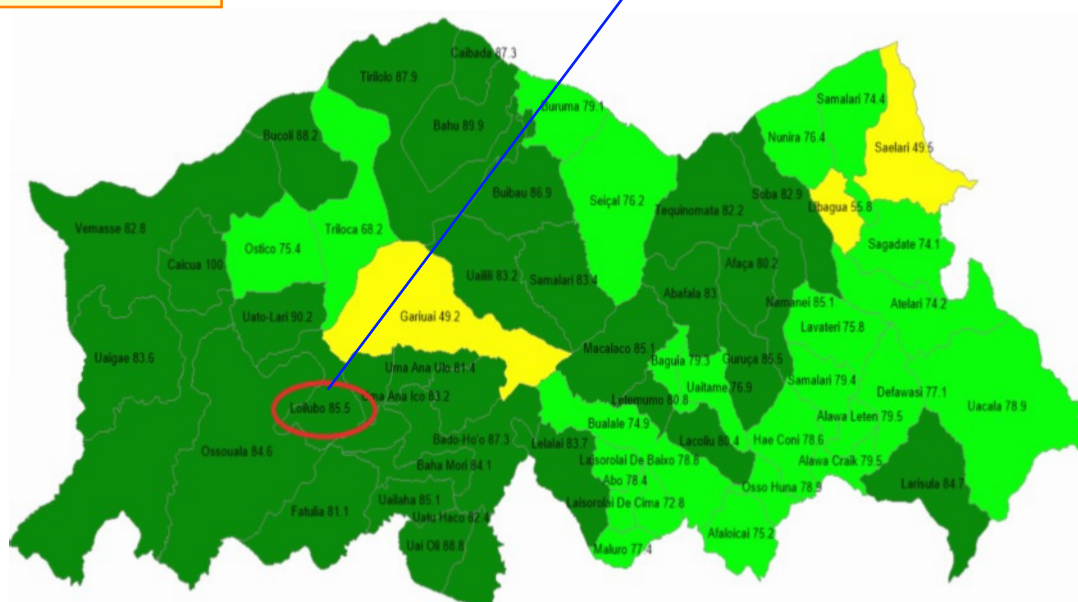 Caibada 87.3
Tirilolo 87.9
Samalari 74.4
Buruma 79.1
Bahu 89.9
Bucoli 88.2
Nunira 76.4
Saelari 49.5
Buibau 86.9
Soba 82.9
Seiçal 76.2
Libagua 55.8
Tequinomata 82.2
Vemasse 82.8
Triloca 68.2
Ostico 75.4
Sagadate 74.1
Caicua 100
Afaça 80.2
Uailili 83.2
Samalari 83.4
Abafala 83
Namanei 85.1
Atelari 74.2
Uato-Lari 90.2
Gariuai 49.2
Lavateri 75.8
Macalaco 85.1
Uaigae 83.6
Baguia 79.3
Guruça 85.5
Uma Ana Ulo 81.4
Samalari 79.4
Uaitame 76.9
Defawasi 77.1
Uma Ana Ico 83.2
Letemumo 80.8
Loilubo 85.5
Uacala 78.9
Alawa Leten 79.5
Bualale 74.9
Bado-Ho'o 87.3
Lelalai 83.7
Lacoliu 80.4
Hae Coni 78.6
Ossouala 84.6
Laisorolai De Baixo 78.8
Alawa Craik 79.5
Baha Mori 84.1
Abo 78.4
Larisula 84.7
Osso Huna 78.9
Uailaha 85.1
Laisorolai De Cima 72.8
Fatulia 81.1
Uatu Haco 82.4
Afaloicai 75.2
Uai Oli 88.8
Maluro 77.4